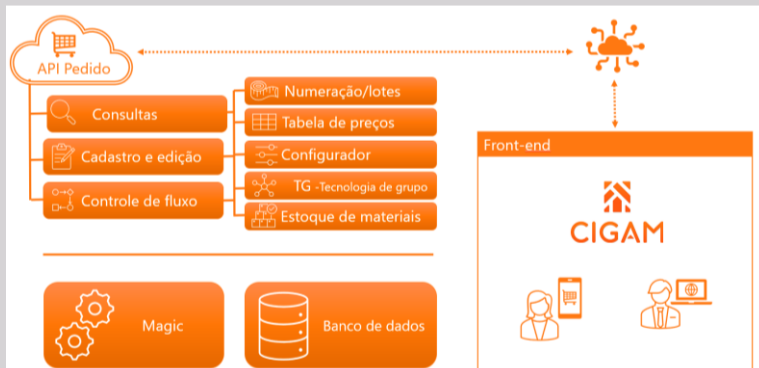 API Pedido
Consultas
Cadastro e edição
Controle de fluxo
Numeração/lotes
Tabela de preços
Configurador
TG -Tecnologia de grupo
Estoque de materiais
Magic
Banco de dados
Front-end
CIGAM